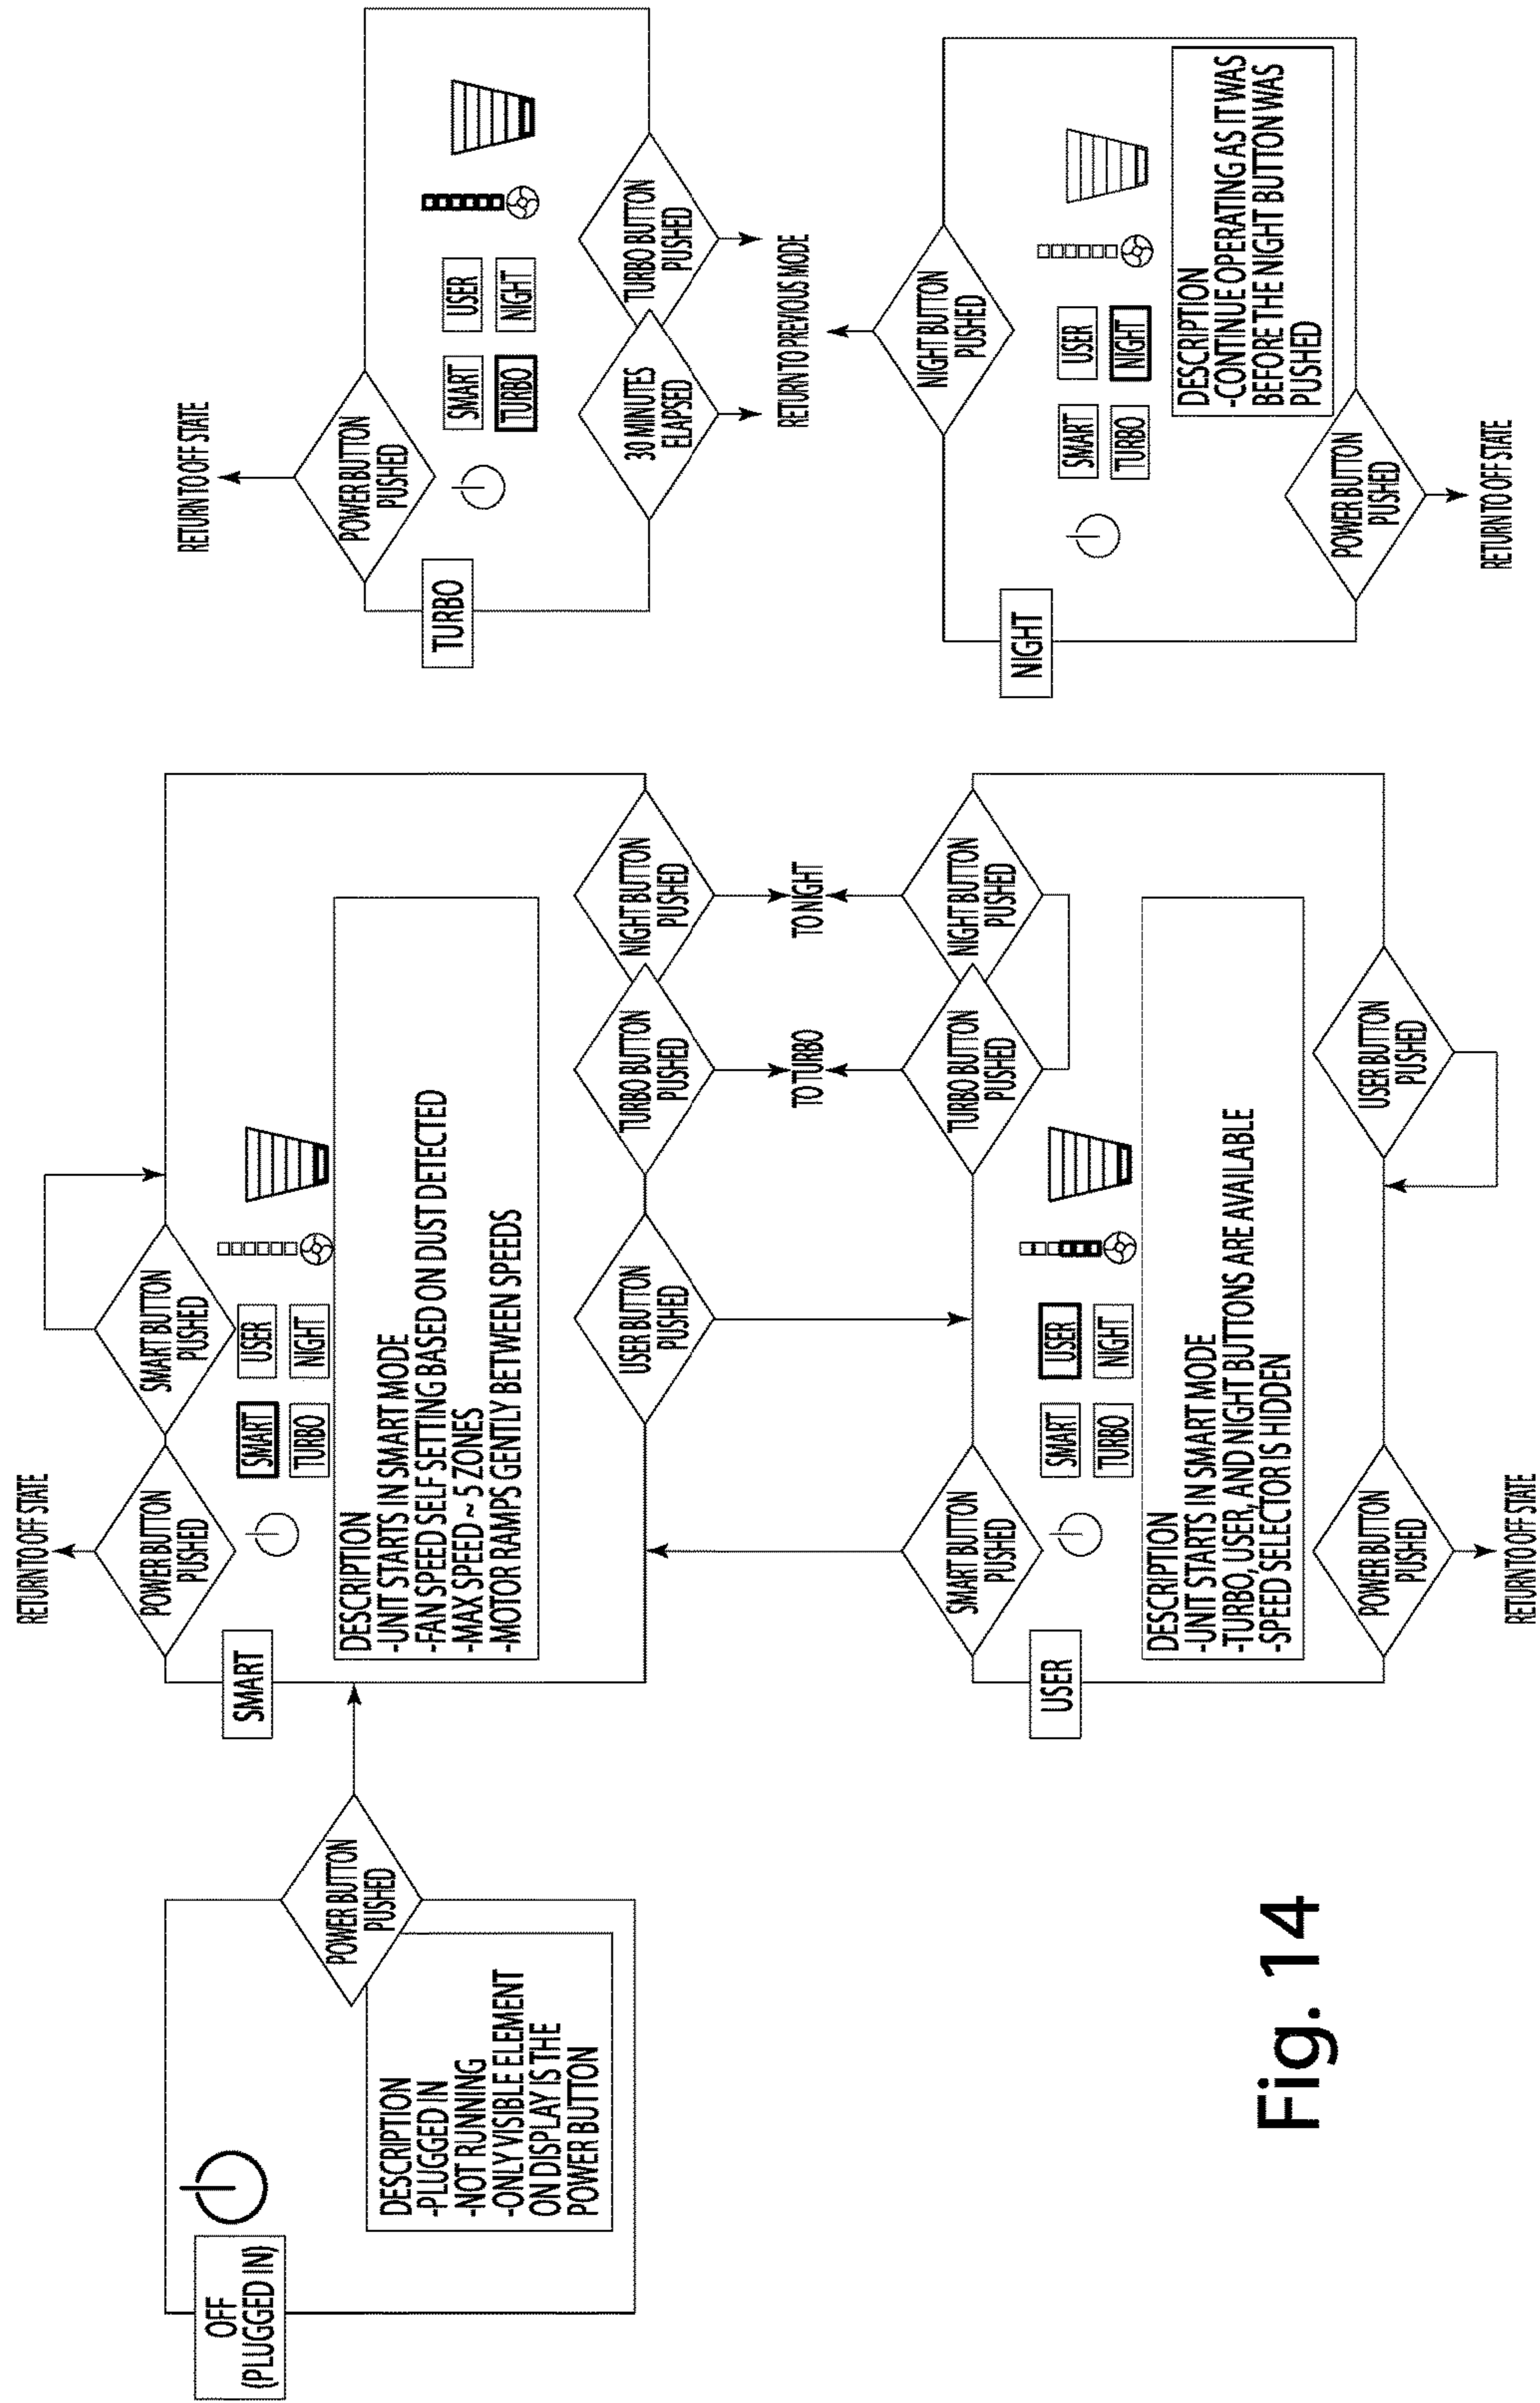 OFF
(PLUGGED IN)
DESCRIPTION
-PLUGGED IN
-NOT RUNNING
-ONLY VISIBLE ELEMENT
ON DISPLAY IS THE
POWER BUTTON
POWER BUTTON
PUSHED
SMART
RETURN TO OFF STATE
POWER BUTTON
PUSHED
SMART BUTTON
PUSHED
SMART
USER
TURBO
NIGHT
DESCRIPTION
-UNIT STARTS IN SMART MODE
-FAN SPEED SELF SETTING BASED ON DUST DETECTED
-MAX SPEED ~ 5 ZONES
-MOTOR RAMPS GENTLY BETWEEN SPEEDS
USER BUTTON
PUSHED
TURBO BUTTON
PUSHED
NIGHT BUTTON
PUSHED
TO TURBO
TO NIGHT
USER
SMART BUTTON
PUSHED
TURBO BUTTON
PUSHED
NIGHT BUTTON
PUSHED
SMART
USER
TURBO
NIGHT
DESCRIPTION
-UNIT STARTS IN SMART MODE
-TURBO, USER, AND NIGHT BUTTONS ARE AVAILABLE
-SPEED SELECTOR IS HIDDEN
POWER BUTTON
PUSHED
USER BUTTON
PUSHED
RETURN TO OFF STATE
RETURN TO OFF STATE
POWER BUTTON
PUSHED
TURBO
SMART
USER
TURBO
NIGHT
30 MINUTES
ELAPSED
TURBO BUTTON
PUSHED
RETURN TO PREVIOUS MODE
NIGHT BUTTON
PUSHED
NIGHT
SMART
USER
TURBO
NIGHT
DESCRIPTION
-CONTINUE OPERATING AS IT WAS
BEFORE THE NIGHT BUTTON WAS
PUSHED
POWER BUTTON
PUSHED
RETURN TO OFF STATE
Fig. 14